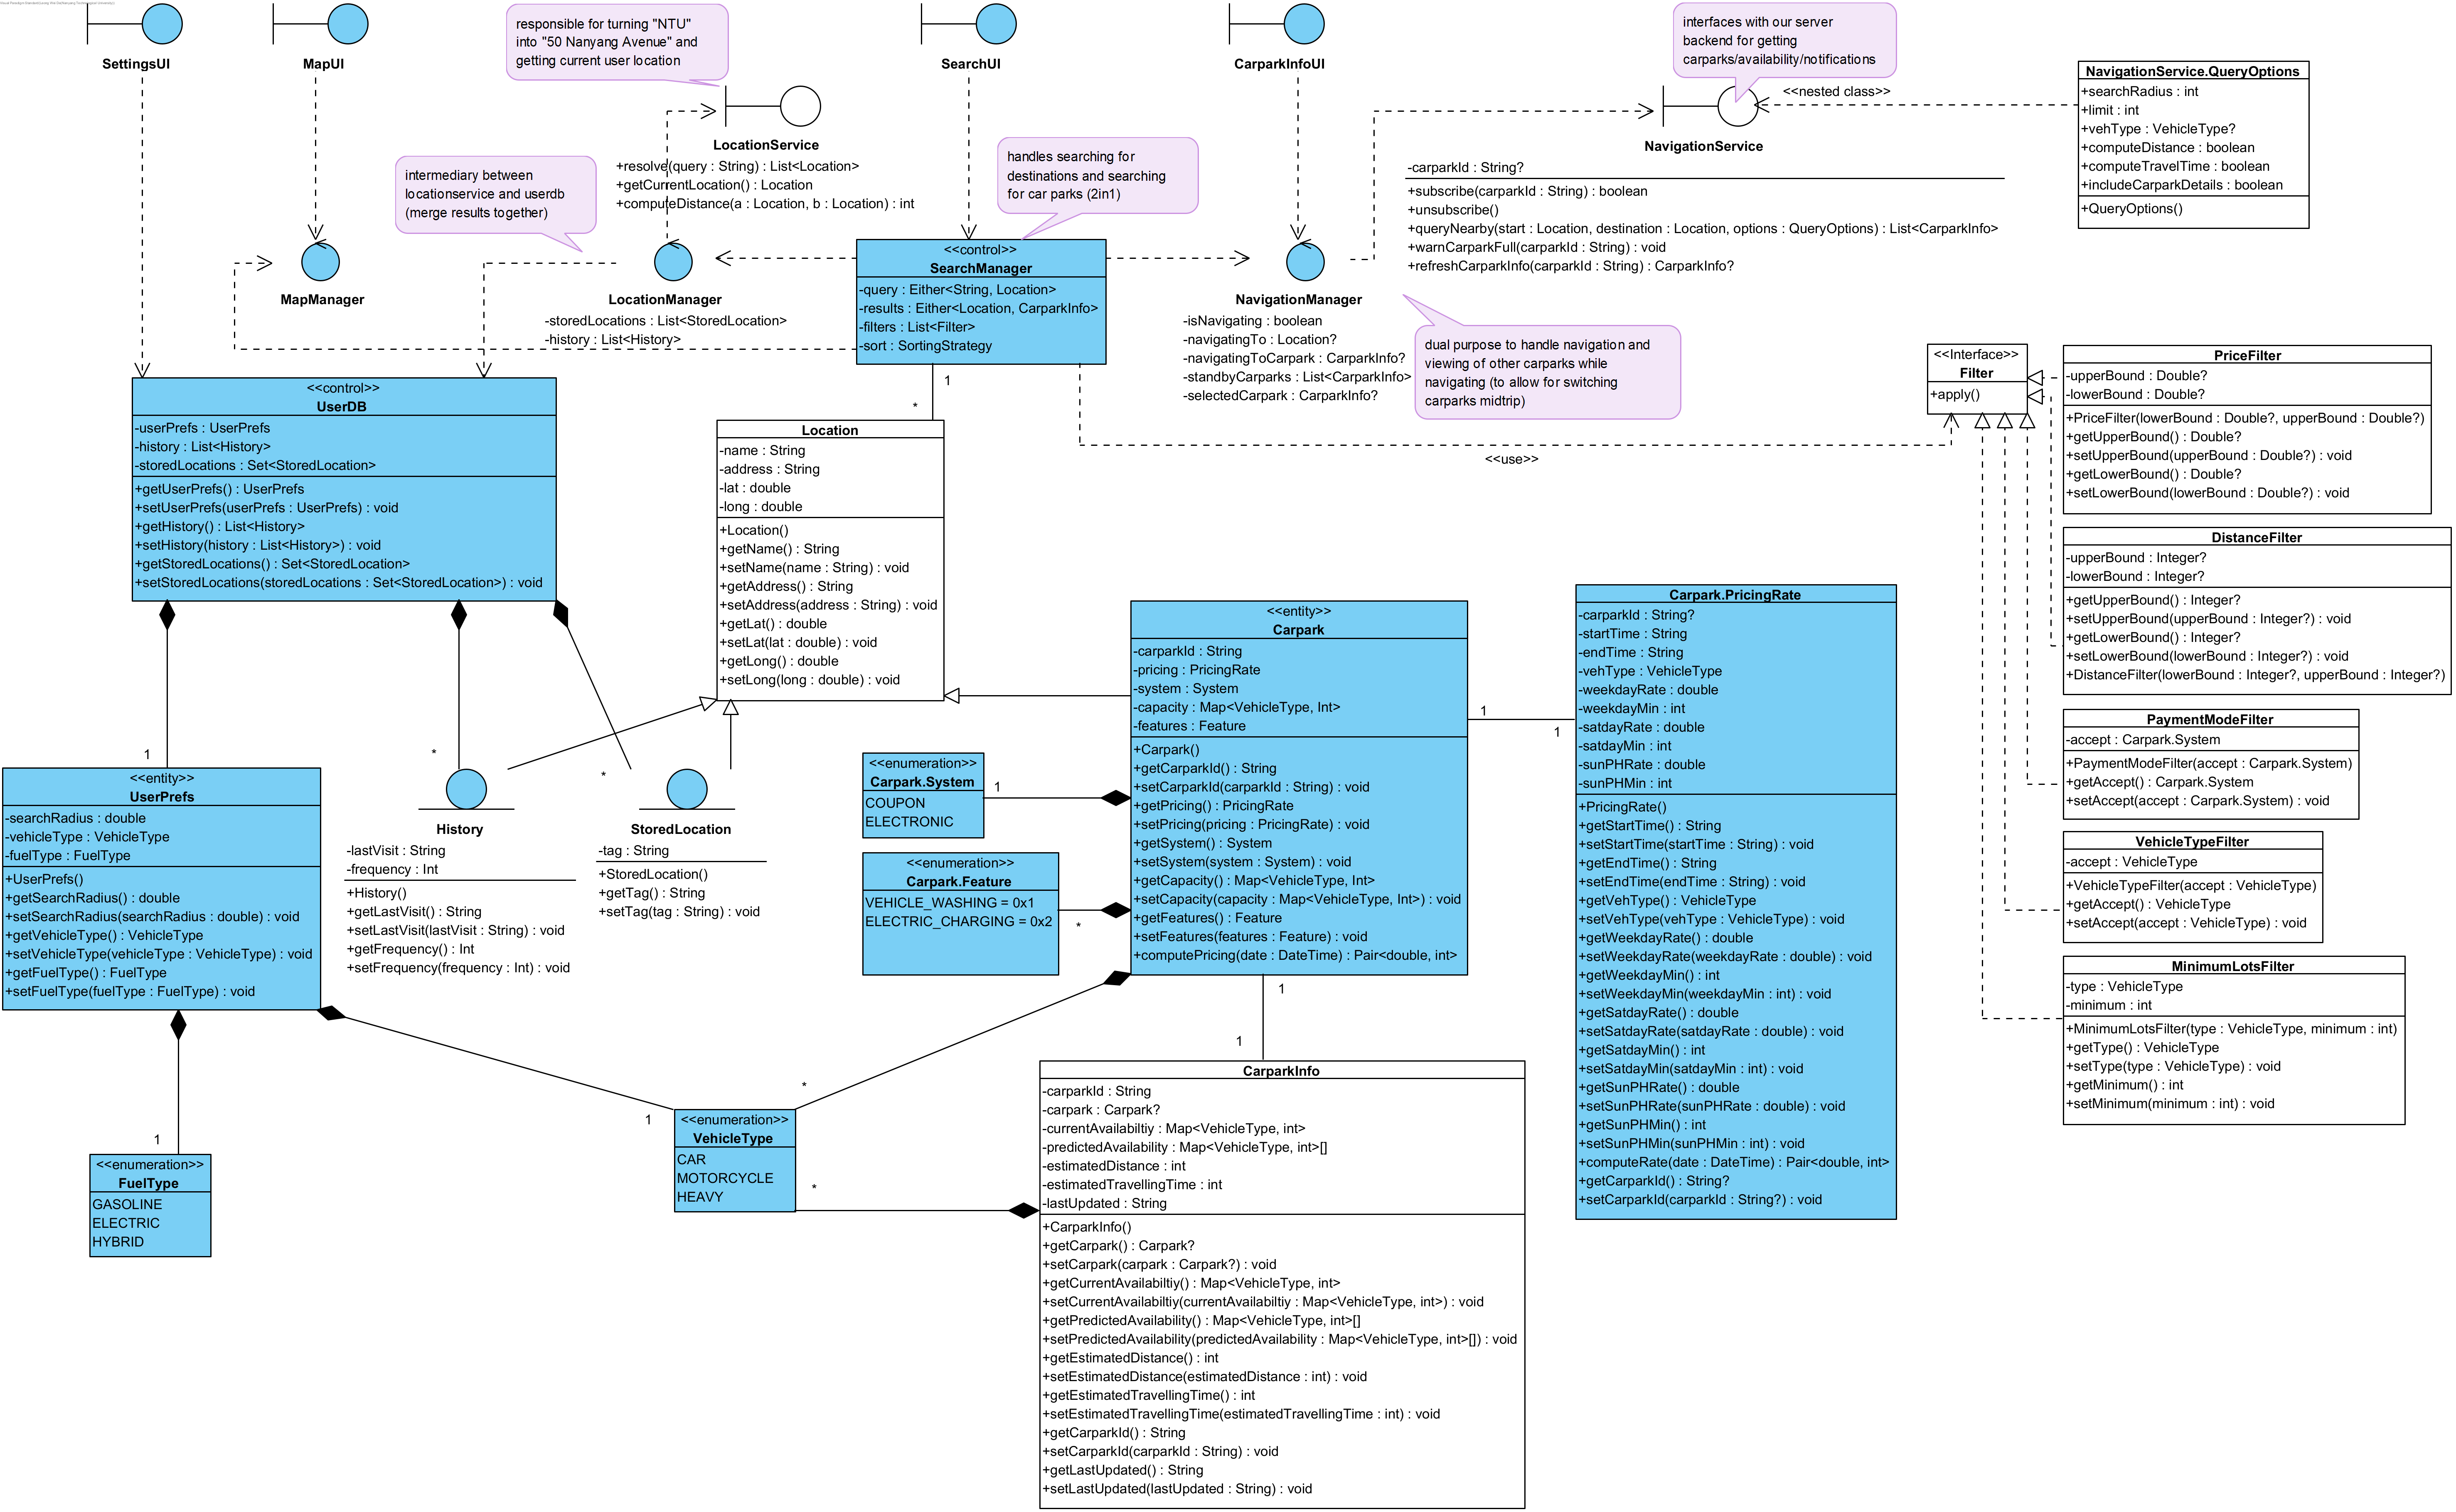 SettingsUI
MapUI
responsible for turning "NTU"
into "50 Nanyang Avenue" and
getting current user location
SearchUI
CarparkInfoUI
interfaces with our server
backend for getting
carparks/availability/notifications
<<nested class>>
NavigationService.QueryOptions
+searchRadius : int
+limit : int
+vehType : VehicleType?
+computeDistance : boolean
+computeTravelTime : boolean
+includeCarparkDetails : boolean
+QueryOptions()
LocationService
+resolve(query : String) : List<Location>
+getCurrentLocation() : Location
+computeDistance(a : Location, b : Location) : int
NavigationService
-carparkId : String?
+subscribe(carparkId : String) : boolean
+unsubscribe()
+queryNearby(start : Location, destination : Location, options : QueryOptions) : List<CarparkInfo>
+warnCarparkFull(carparkId : String) : void
+refreshCarparkInfo(carparkId : String) : CarparkInfo?
intermediary between
locationservice and userdb
(merge results together)
handles searching for
destinations and searching
for car parks (2in1)
MapManager
LocationManager
-storedLocations : List<StoredLocation>
-history : List<History>
<<control>>
SearchManager
-query : Either<String, Location>
-results : Either<Location, CarparkInfo>
-filters : List<Filter>
-sort : SortingStrategy
NavigationManager
-isNavigating : boolean
-navigatingTo : Location?
-navigatingToCarpark : CarparkInfo?
-standbyCarparks : List<CarparkInfo>
-selectedCarpark : CarparkInfo?
dual purpose to handle navigation and
viewing of other carparks while
navigating (to allow for switching
carparks midtrip)
<<use>>
<<Interface>>
Filter
+apply()
PriceFilter
-upperBound : Double?
-lowerBound : Double?
+PriceFilter(lowerBound : Double?, upperBound : Double?)
+getUpperBound() : Double?
+setUpperBound(upperBound : Double?) : void
+getLowerBound() : Double?
+setLowerBound(lowerBound : Double?) : void
DistanceFilter
-upperBound : Integer?
-lowerBound : Integer?
+getUpperBound() : Integer?
+setUpperBound(upperBound : Integer?) : void
+getLowerBound() : Integer?
+setLowerBound(lowerBound : Integer?) : void
+DistanceFilter(lowerBound : Integer?, upperBound : Integer?)
PaymentModeFilter
-accept : Carpark.System
+PaymentModeFilter(accept : Carpark.System)
+getAccept() : Carpark.System
+setAccept(accept : Carpark.System) : void
VehicleTypeFilter
-accept : VehicleType
+VehicleTypeFilter(accept : VehicleType)
+getAccept() : VehicleType
+setAccept(accept : VehicleType) : void
MinimumLotsFilter
-type : VehicleType
-minimum : int
+MinimumLotsFilter(type : VehicleType, minimum : int)
+getType() : VehicleType
+setType(type : VehicleType) : void
+getMinimum() : int
+setMinimum(minimum : int) : void
<<control>>
UserDB
-userPrefs : UserPrefs
-history : List<History>
-storedLocations : Set<StoredLocation>
+getUserPrefs() : UserPrefs
+setUserPrefs(userPrefs : UserPrefs) : void
+getHistory() : List<History>
+setHistory(history : List<History>) : void
+getStoredLocations() : Set<StoredLocation>
+setStoredLocations(storedLocations : Set<StoredLocation>) : void
1
*
Location
-name : String
-address : String
-lat : double
-long : double
+Location()
+getName() : String
+setName(name : String) : void
+getAddress() : String
+setAddress(address : String) : void
+getLat() : double
+setLat(lat : double) : void
+getLong() : double
+setLong(long : double) : void
<<entity>>
Carpark
-carparkId : String
-pricing : PricingRate
-system : System
-capacity : Map<VehicleType, Int>
-features : Feature
+Carpark()
+getCarparkId() : String
+setCarparkId(carparkId : String) : void
+getPricing() : PricingRate
+setPricing(pricing : PricingRate) : void
+getSystem() : System
+setSystem(system : System) : void
+getCapacity() : Map<VehicleType, Int>
+setCapacity(capacity : Map<VehicleType, Int>) : void
+getFeatures() : Feature
+setFeatures(features : Feature) : void
+computePricing(date : DateTime) : Pair<double, int>
1
1
Carpark.PricingRate
-carparkId : String?
-startTime : String
-endTime : String
-vehType : VehicleType
-weekdayRate : double
-weekdayMin : int
-satdayRate : double
-satdayMin : int
-sunPHRate : double
-sunPHMin : int
+PricingRate()
+getStartTime() : String
+setStartTime(startTime : String) : void
+getEndTime() : String
+setEndTime(endTime : String) : void
+getVehType() : VehicleType
+setVehType(vehType : VehicleType) : void
+getWeekdayRate() : double
+setWeekdayRate(weekdayRate : double) : void
+getWeekdayMin() : int
+setWeekdayMin(weekdayMin : int) : void
+getSatdayRate() : double
+setSatdayRate(satdayRate : double) : void
+getSatdayMin() : int
+setSatdayMin(satdayMin : int) : void
+getSunPHRate() : double
+setSunPHRate(sunPHRate : double) : void
+getSunPHMin() : int
+setSunPHMin(sunPHMin : int) : void
+computeRate(date : DateTime) : Pair<double, int>
+getCarparkId() : String?
+setCarparkId(carparkId : String?) : void
1
*
*
<<entity>>
UserPrefs
-searchRadius : double
-vehicleType : VehicleType
-fuelType : FuelType
+UserPrefs()
+getSearchRadius() : double
+setSearchRadius(searchRadius : double) : void
+getVehicleType() : VehicleType
+setVehicleType(vehicleType : VehicleType) : void
+getFuelType() : FuelType
+setFuelType(fuelType : FuelType) : void
History
-lastVisit : String
-frequency : Int
+History()
+getLastVisit() : String
+setLastVisit(lastVisit : String) : void
+getFrequency() : Int
+setFrequency(frequency : Int) : void
StoredLocation
-tag : String
+StoredLocation()
+getTag() : String
+setTag(tag : String) : void
<<enumeration>>
Carpark.System
COUPON
ELECTRONIC
1
<<enumeration>>
Carpark.Feature
VEHICLE_WASHING = 0x1
ELECTRIC_CHARGING = 0x2
*
1
1
*
1
1
*
<<enumeration>>
FuelType
GASOLINE
ELECTRIC
HYBRID
<<enumeration>>
VehicleType
CAR
MOTORCYCLE
HEAVY
CarparkInfo
-carparkId : String
-carpark : Carpark?
-currentAvailabiltiy : Map<VehicleType, int>
-predictedAvailability : Map<VehicleType, int>[]
-estimatedDistance : int
-estimatedTravellingTime : int
-lastUpdated : String
+CarparkInfo()
+getCarpark() : Carpark?
+setCarpark(carpark : Carpark?) : void
+getCurrentAvailabiltiy() : Map<VehicleType, int>
+setCurrentAvailabiltiy(currentAvailabiltiy : Map<VehicleType, int>) : void
+getPredictedAvailability() : Map<VehicleType, int>[]
+setPredictedAvailability(predictedAvailability : Map<VehicleType, int>[]) : void
+getEstimatedDistance() : int
+setEstimatedDistance(estimatedDistance : int) : void
+getEstimatedTravellingTime() : int
+setEstimatedTravellingTime(estimatedTravellingTime : int) : void
+getCarparkId() : String
+setCarparkId(carparkId : String) : void
+getLastUpdated() : String
+setLastUpdated(lastUpdated : String) : void